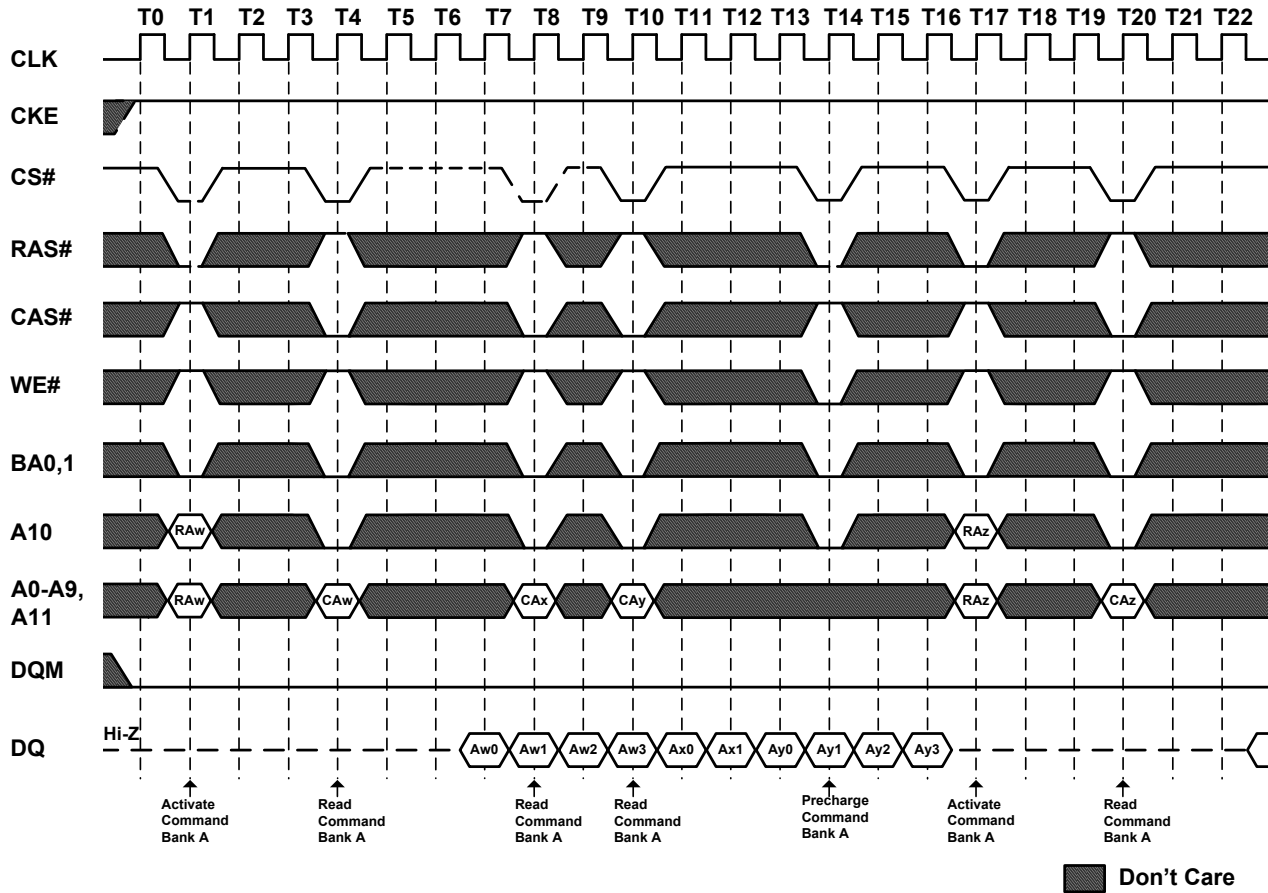 T0 T1 T2 T3 T4 T5 T6 T7 T8 T9 T10 T11 T12 T13 T14 T15 T16 T17 T18 T19 T20 T21 T22
CLK
CKE
CS#
RAS#
CAS#
WE#
BA0,1
A10 RAw RAz
A0-A9,
A11
RAw CAw CAx CAy RAz CAz
DQM
DQ Hi-Z Aw0 Aw1 Aw2 Aw3 Ax0 Ax1 Ay0 Ay1 Ay2 Ay3
Activate
Command
Bank A
Read
Command
Bank A
Read
Command
Bank A
Read
Command
Bank A
Precharge
Command
Bank A
Activate
Command
Bank A
Read
Command
Bank A
Don't Care